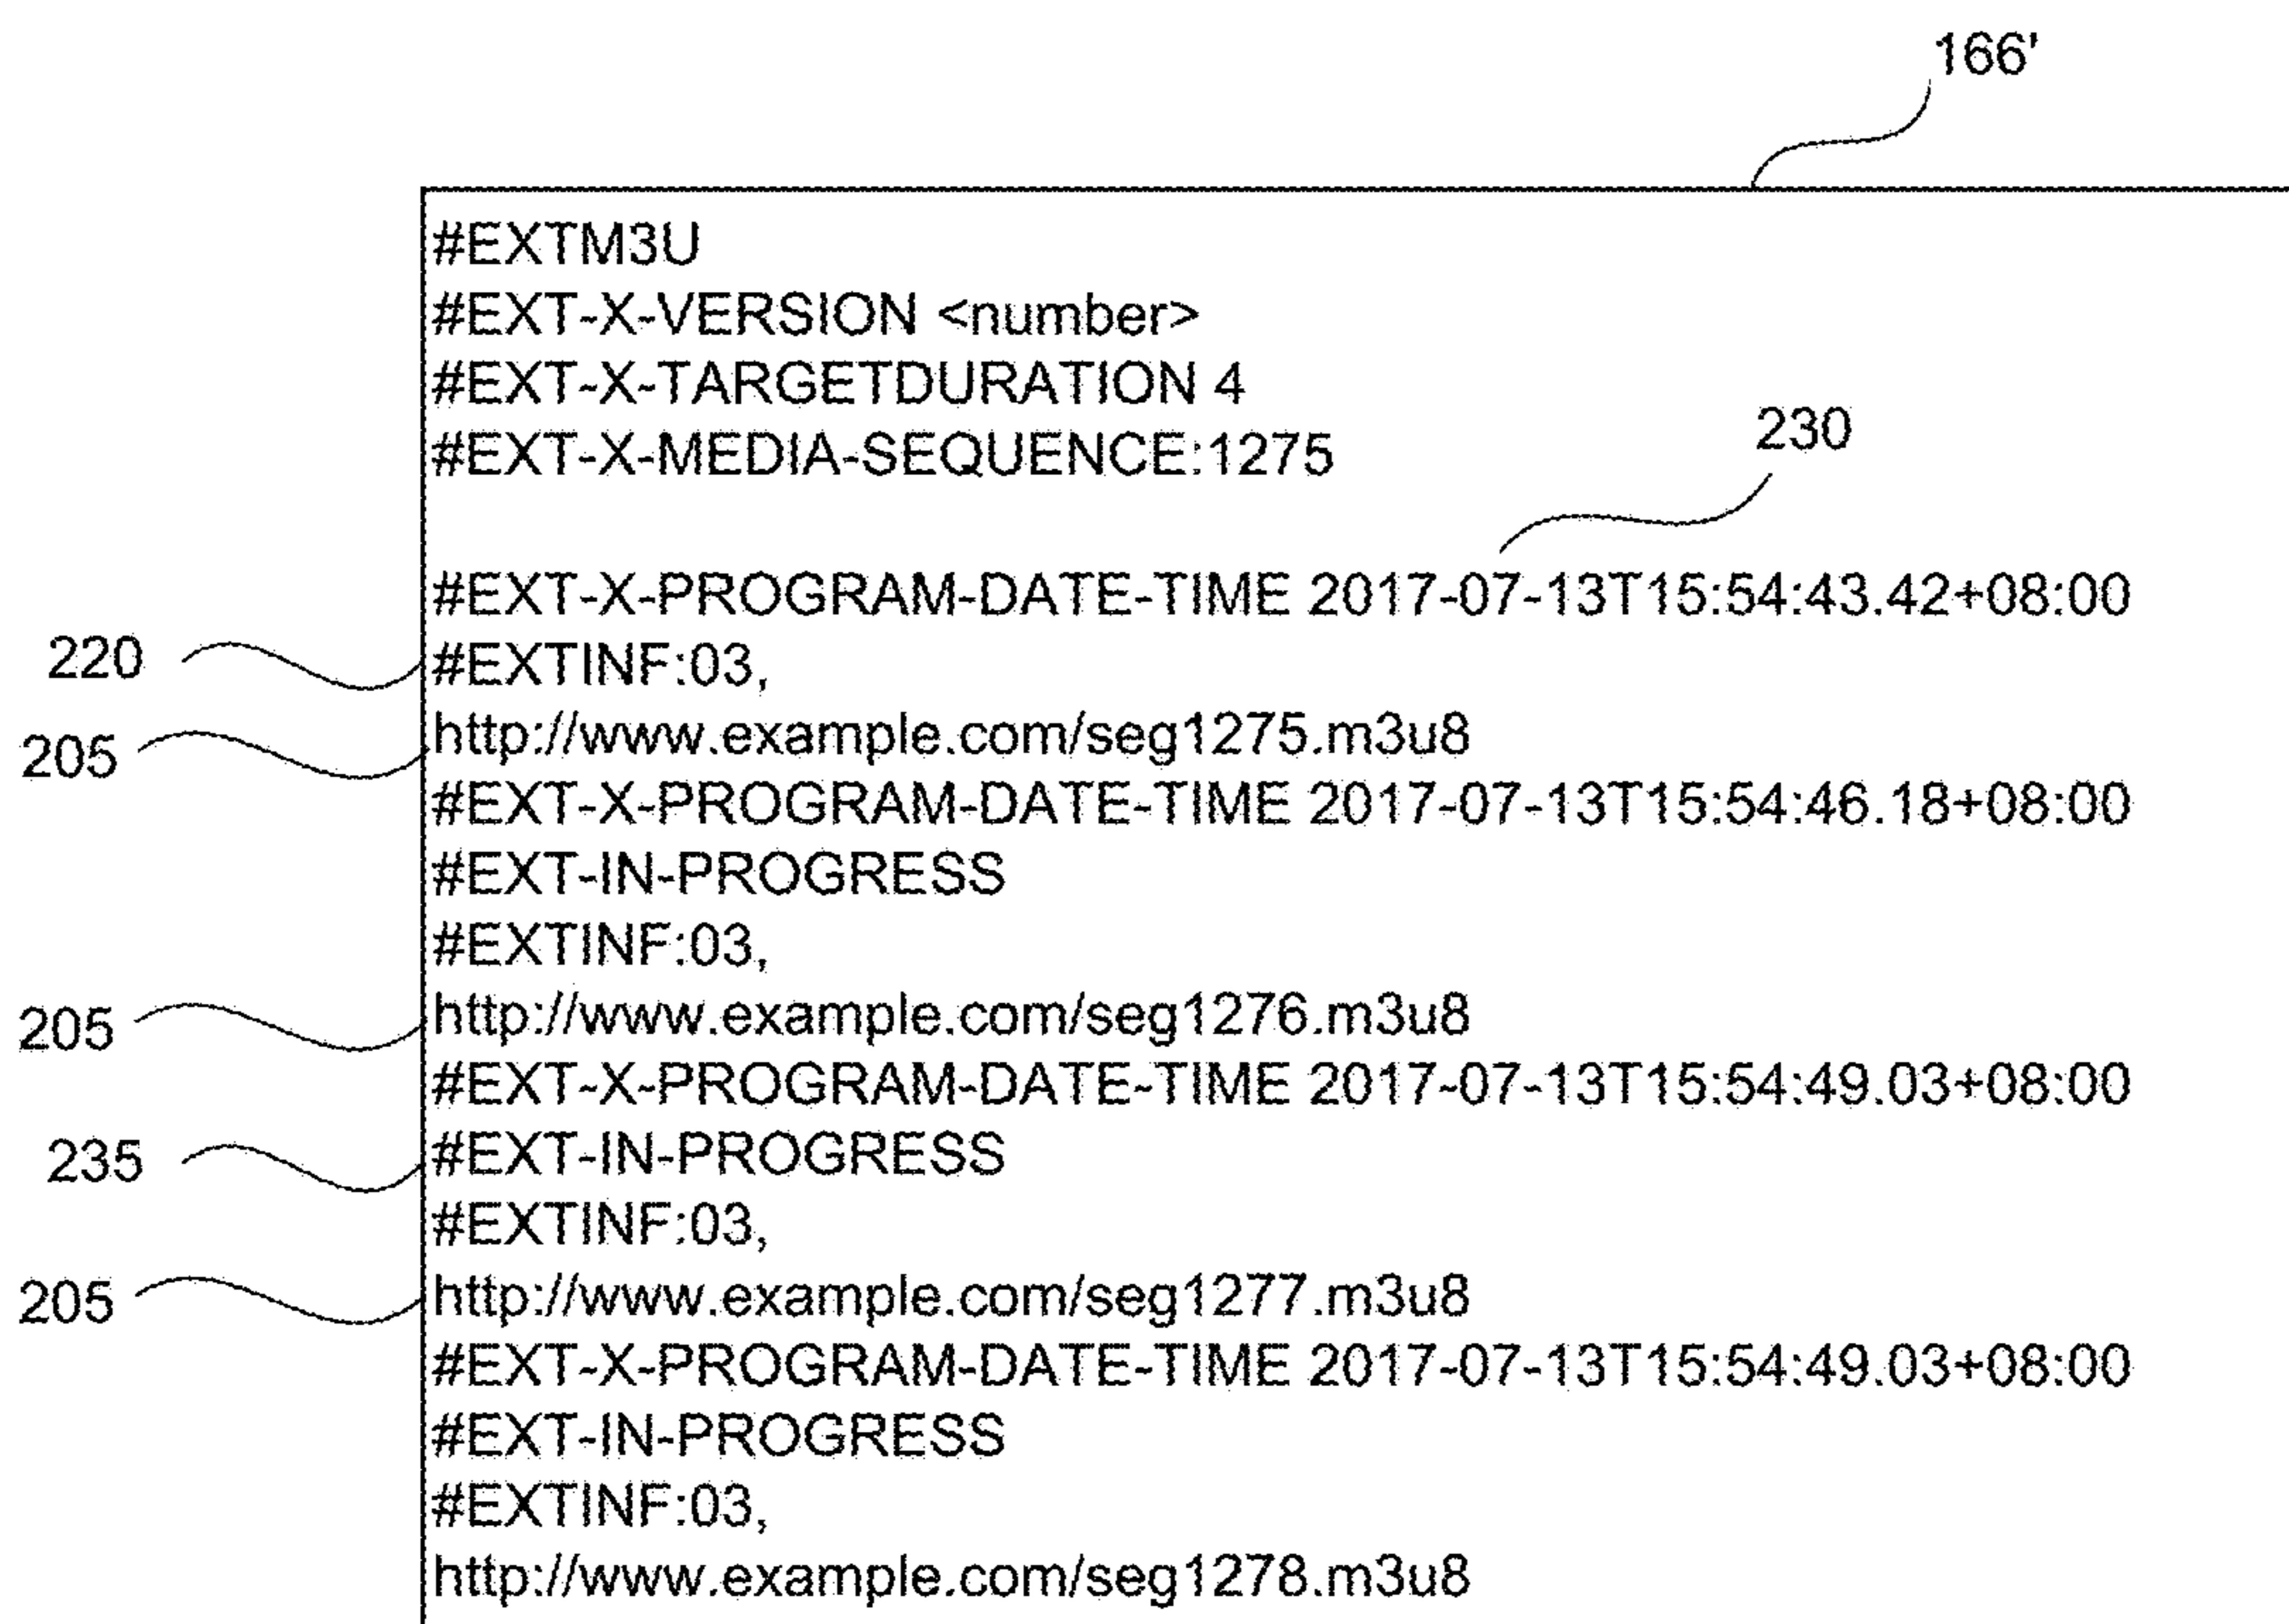 166'
#EXTM3U
#EXT-X-VERSION <number>
#EXT-X-TARGETDURATION 4
#EXT-X-MEDIA-SEQUENCE:1275
230
#EXT-X-PROGRAM-DATE-TIME 2017-07-13T15:54:43.42+08:00
220 #EXTINF:03,
205 http://www.example.com/seg1275.m3u8
#EXT-X-PROGRAM-DATE-TIME 2017-07-13T15:54:46.18+08:00
#EXT-IN-PROGRESS
#EXTINF:03,
205 http://www.example.com/seg1276.m3u8
#EXT-X-PROGRAM-DATE-TIME 2017-07-13T15:54:49.03+08:00
235 #EXT-IN-PROGRESS
#EXTINF:03,
205 http://www.example.com/seg1277.m3u8
#EXT-X-PROGRAM-DATE-TIME 2017-07-13T15:54:49.03+08:00
#EXT-IN-PROGRESS
#EXTINF:03,
http://www.example.com/seg1278.m3u8